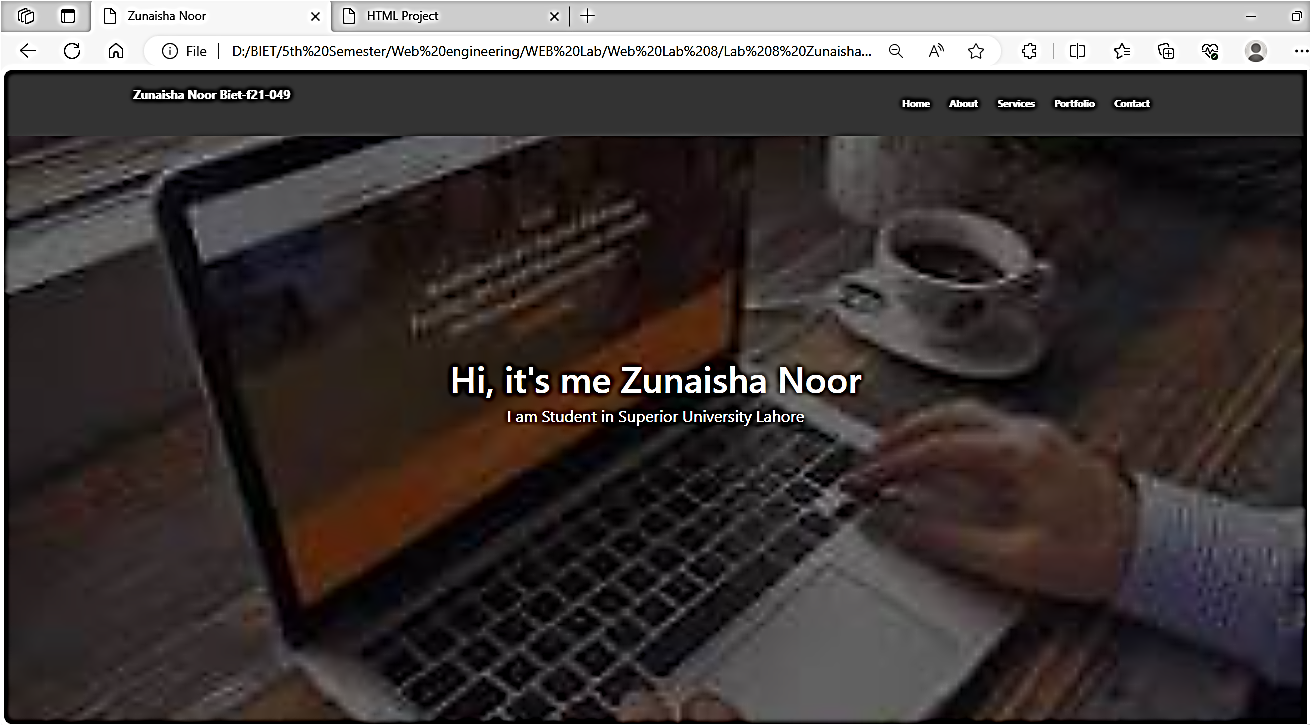 Zunaisha Noor
HTML Project
File
D:/BIET/5th%20Semester/Web%20engineering/WEB%20Lab/Web%20Lab%208/Lab%208%20Zunaisha...
Zunaisha Noor Biet-f21-049
Home About Services Portfolio Contact
Hi, it's me Zunaisha Noor
I am Student in Superior University Lahore